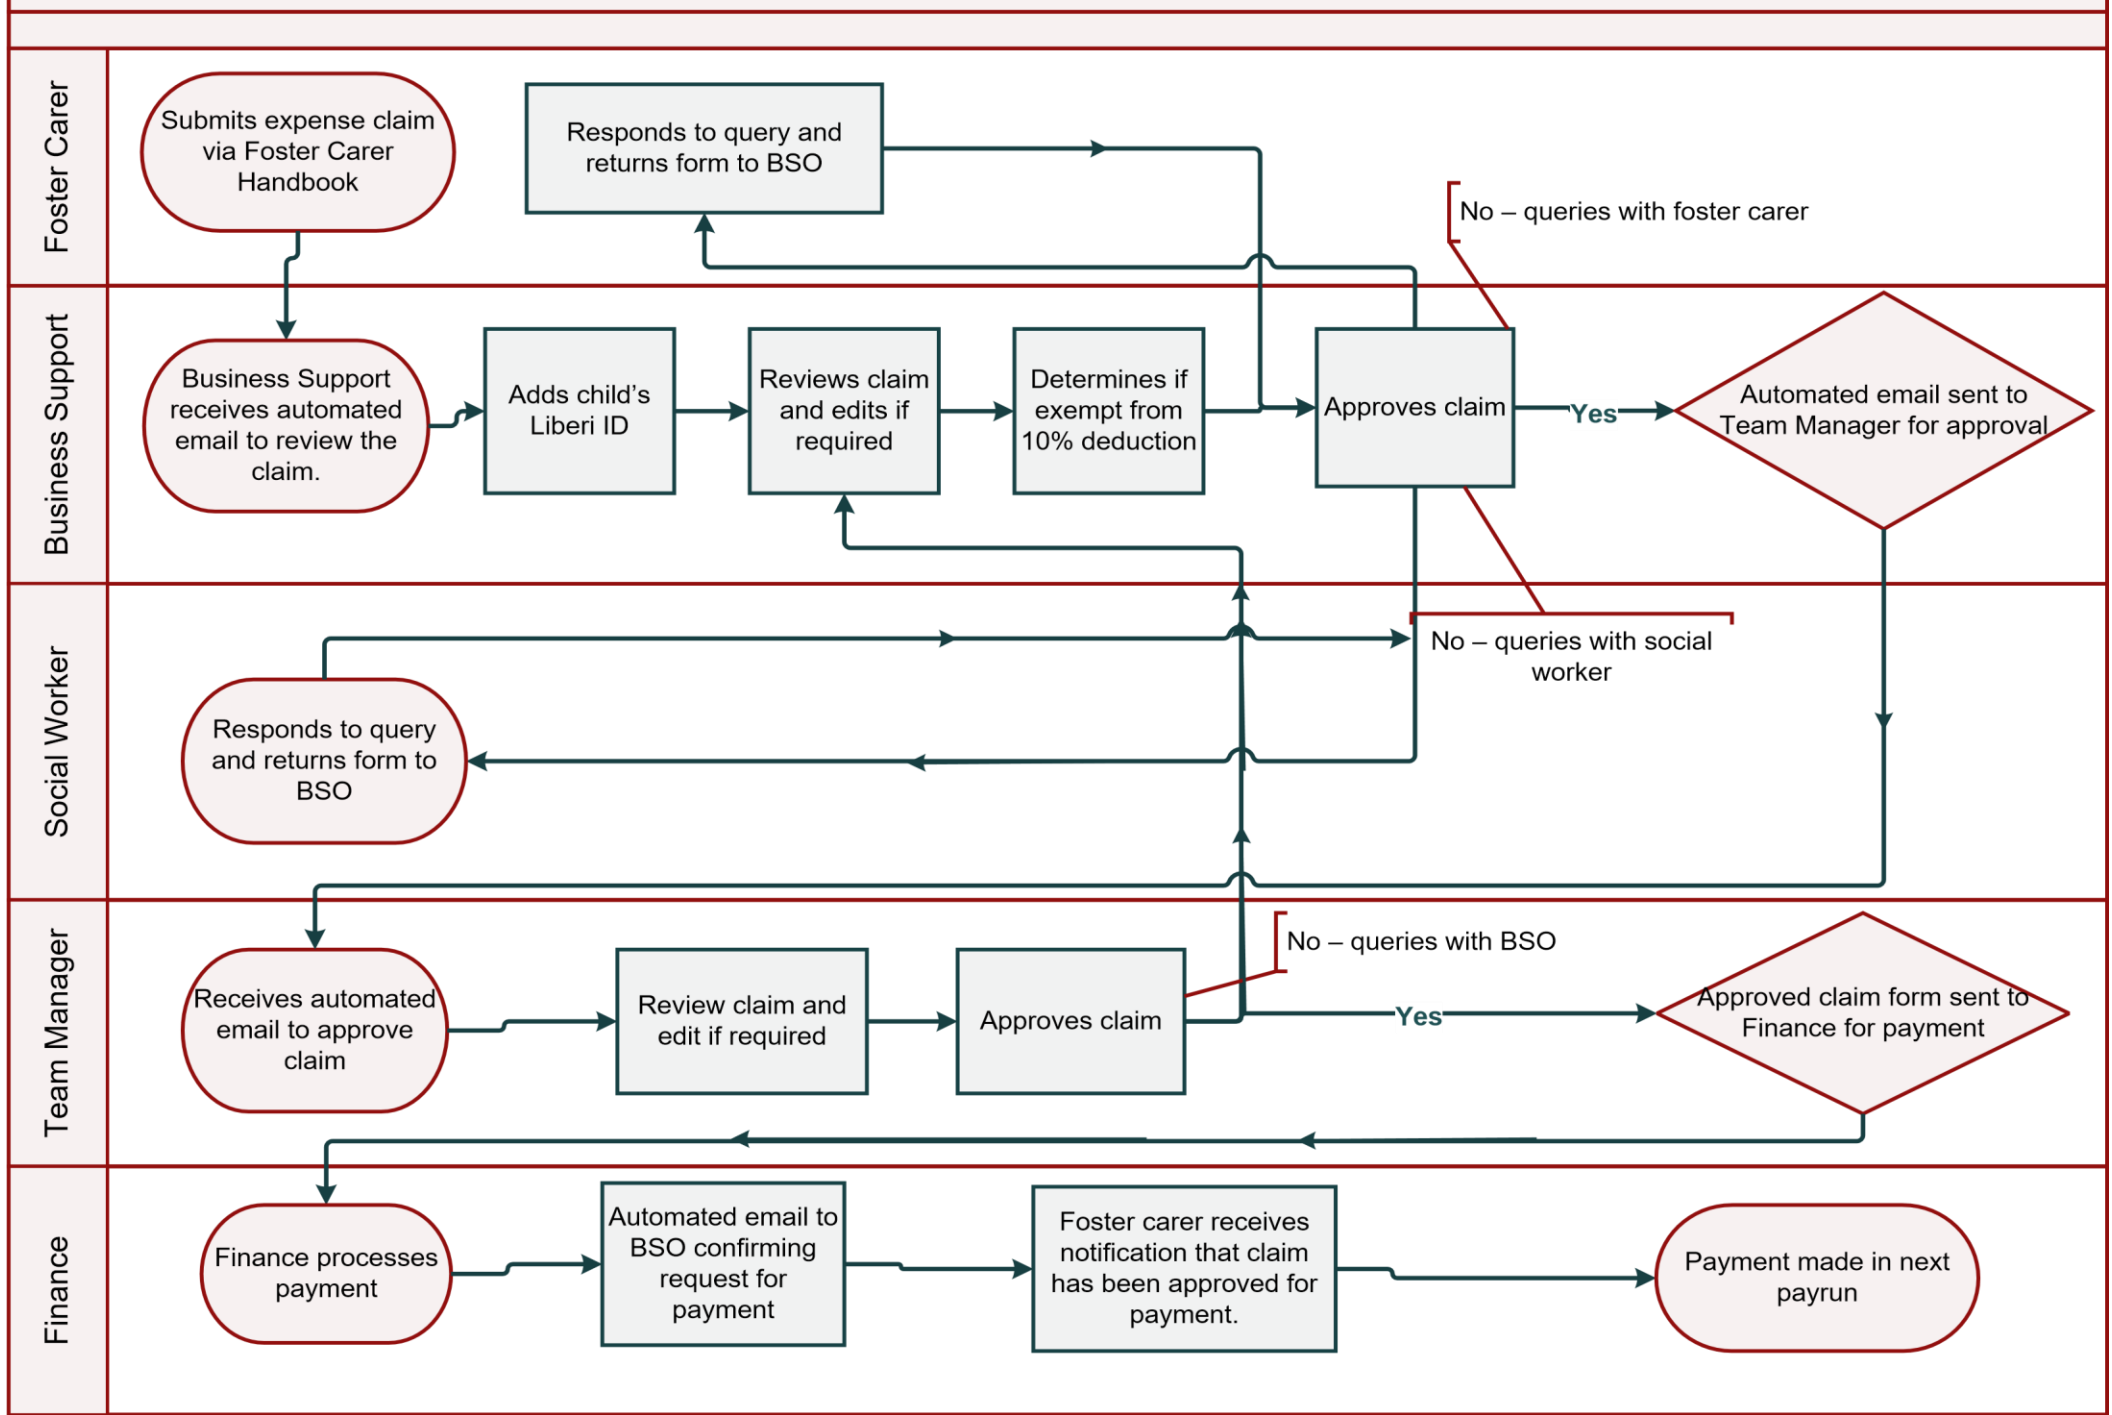 Foster Carer
Submits expense claim
via Foster Carer
Handbook
Responds to query and
returns form to BSO
No – queries with foster carer
Business Support
Business Support
receives automated
email to review the
claim.
Adds child’s
Liberi ID
Reviews claim
and edits if
required
Determines if
exempt from
10% deduction
Approves claim
Yes
Automated email sent to
Team Manager for approval
Social Worker
No – queries with social
worker
Responds to query
and returns form to
BSO
Team Manager
Receives automated
email to approve
claim
Review claim and
edit if required
Approves claim
No – queries with BSO
Yes
Approved claim form sent to
Finance for payment
Finance
Finance processes
payment
Automated email to
BSO confirming
request for
payment
Foster carer receives
notification that claim
has been approved for
payment.
Payment made in next
payrun